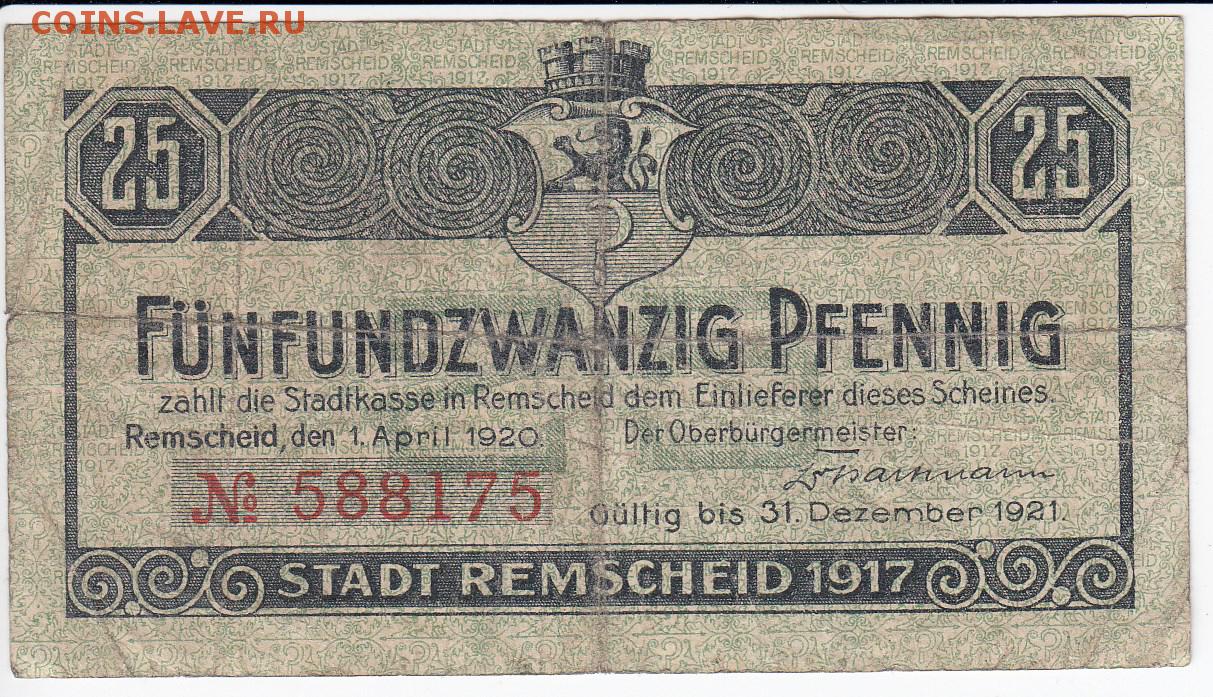 COINS.LAVE.RU
25
25
FÜNFUNDZWANZIG PFENNIG
zahlt die Stadtkasse in Remscheid dem Einlieferer dieses Scheines.
Remscheid, den 1. April 1920. Der Oberbürgermeister:
№ 588175
Gültig bis 31. Dezember 1921.
STADT REMSCHEID 1917